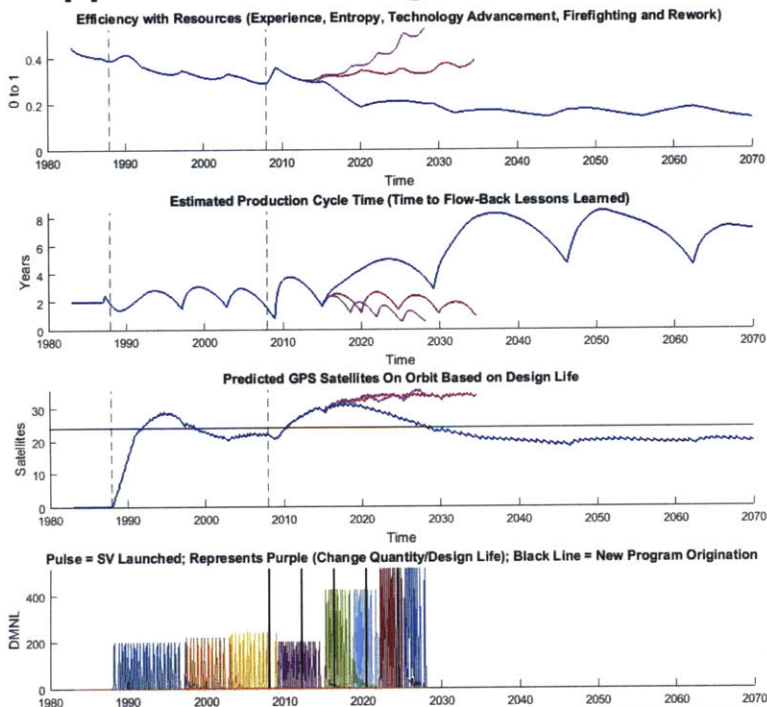 Efficiency with Resources (Experience, Entropy, Technology Advancement, Firefighting and Rework)
0 to 1
0.4
0.2
0
1980 1990 2000 2010 2020 2030 2040 2050 2060 2070
Time
Estimated Production Cycle Time (Time to Flow-Back Lessons Learned)
Years
8
6
4
2
0
1980 1990 2000 2010 2020 2030 2040 2050 2060 2070
Time
Predicted GPS Satellites On Orbit Based on Design Life
Satellites
30
20
10
0
1980 1990 2000 2010 2020 2030 2040 2050 2060 2070
Time
Pulse = SV Launched; Represents Purple (Change Quantity/Design Life); Black Line = New Program Origination
DMNL
400
200
0
1980 1990 2000 2010 2020 2030 2040 2050 2060 2070